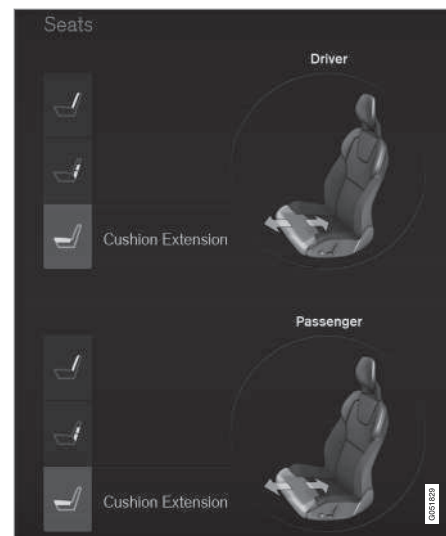 Seats
Driver
Cushion Extension
Passenger
Cushion Extension
G051829